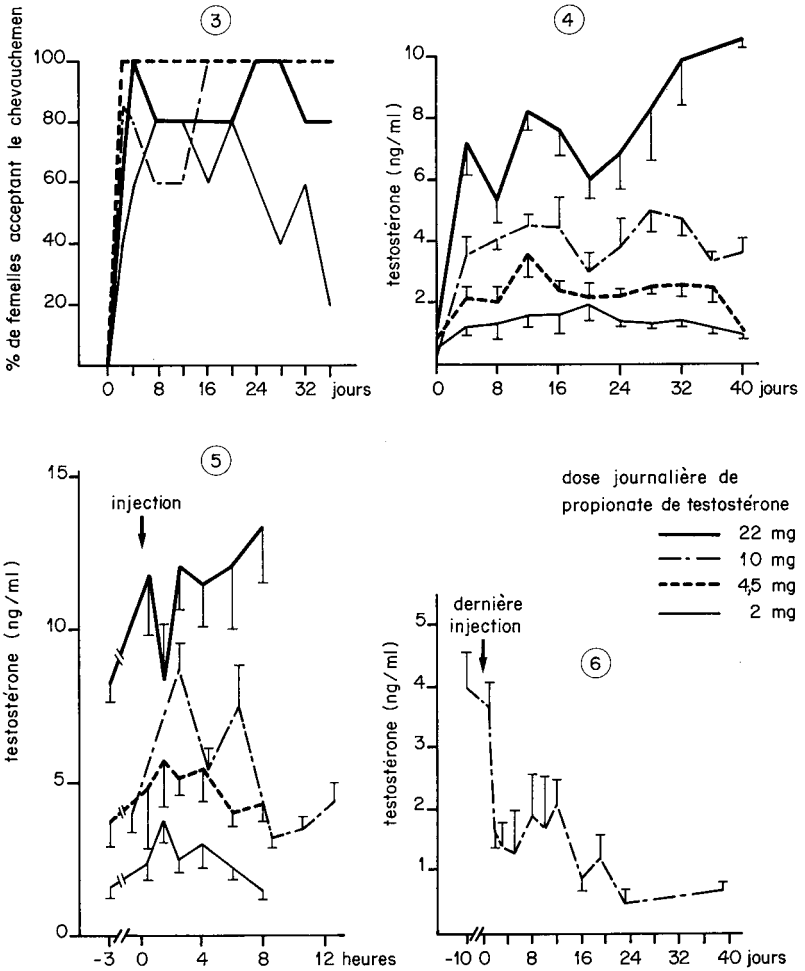 3
% de femelles acceptant le chevauchemen
100
80
60
40
20
0 8 16 24 32 jours
4
testostérone (ng/ml)
10
8
6
4
2
0 8 16 24 32 40 jours
5
testostérone (ng/ml)
15
10
5
0
injection
-3 0 4 8 12 heures
dose journalière de
propionate de testostérone
22 mg
10 mg
4,5 mg
2 mg
6
testostérone (ng/ml)
5
4
3
2
1
dernière
injection
-10 0 8 16 24 32 40 jours